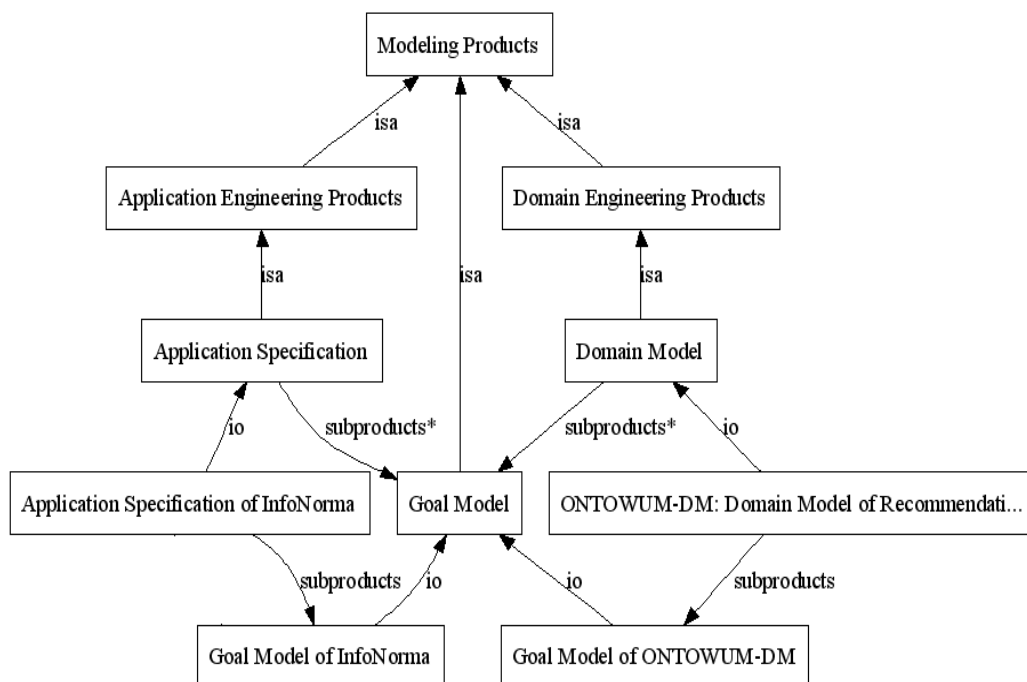 Modeling Products
isa
isa
Application Engineering Products
Domain Engineering Products
isa
isa
isa
Application Specification
Domain Model
io
subproducts*
subproducts*
io
Application Specification of InfoNorma
Goal Model
ONTOWUM-DM: Domain Model of Recommendati...
subproducts
io
io
subproducts
Goal Model of InfoNorma
Goal Model of ONTOWUM-DM